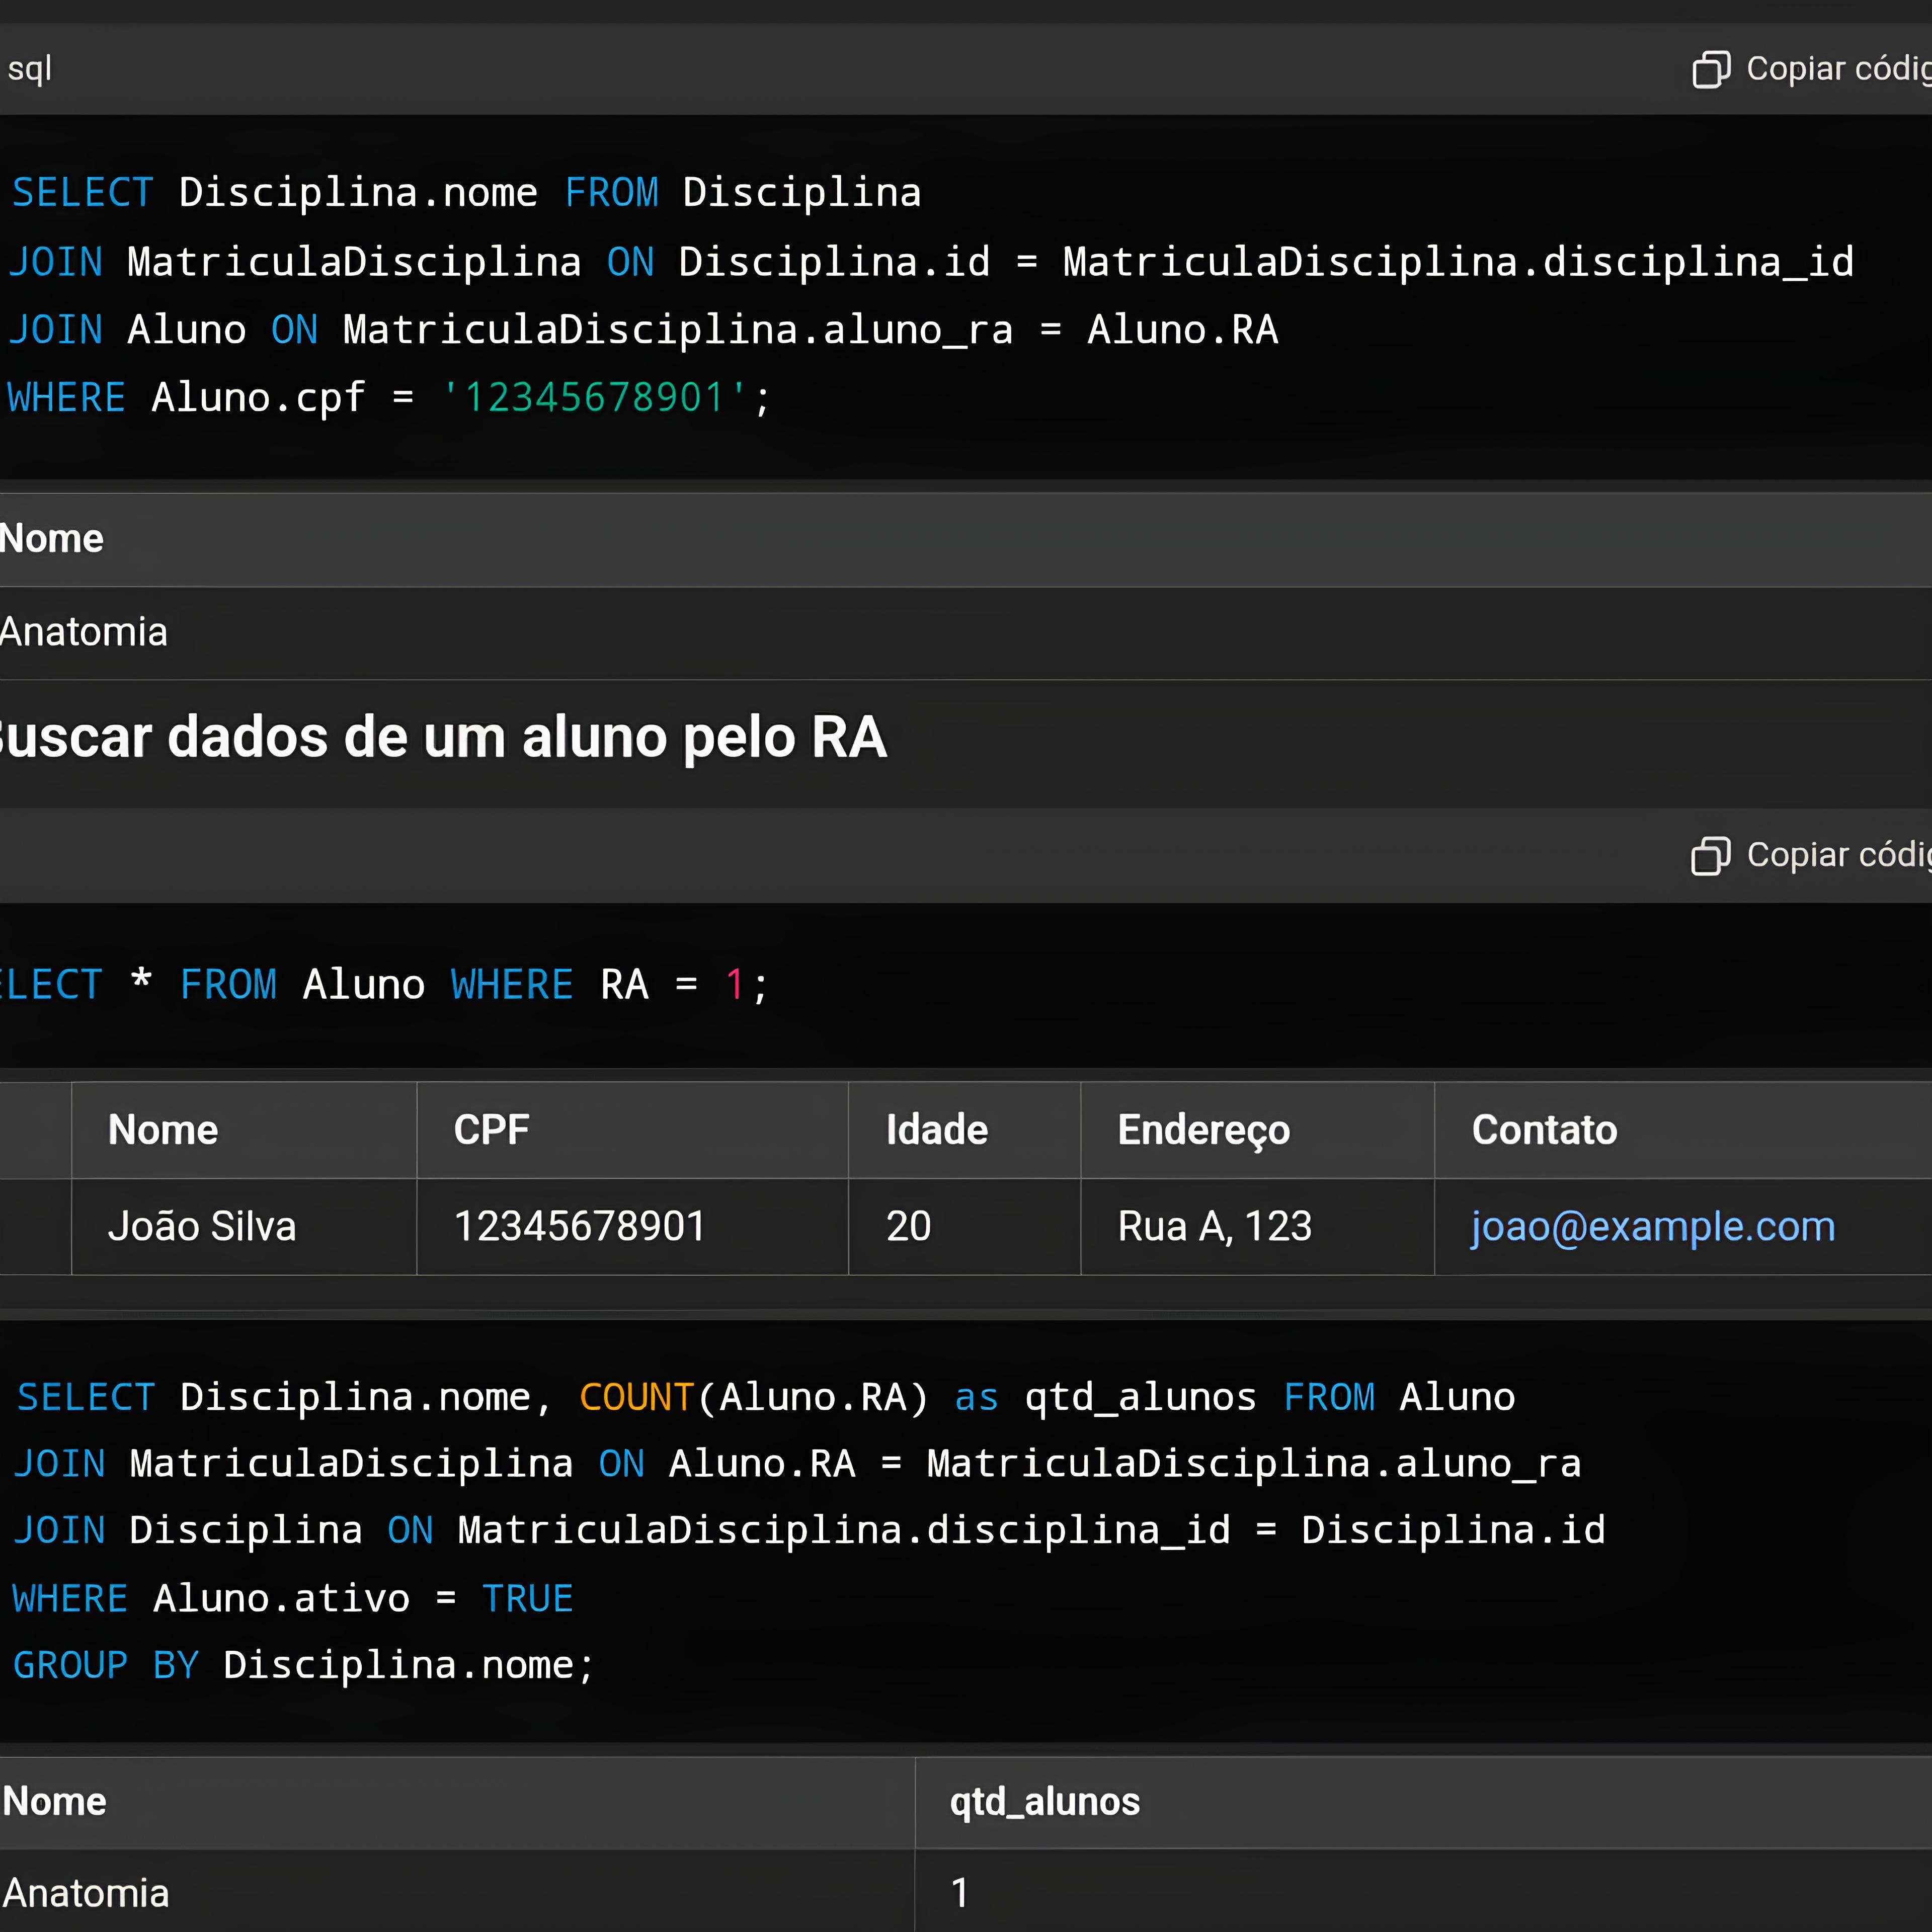 sql
Copiar códig
SELECT Disciplina.nome FROM Disciplina
JOIN MatriculaDisciplina ON Disciplina.id = MatriculaDisciplina.disciplina_id
JOIN Aluno ON MatriculaDisciplina.aluno_ra = Aluno.RA
WHERE Aluno.cpf = '12345678901';
Nome
Anatomia
Buscar dados de um aluno pelo RA
Copiar códig
ELECT * FROM Aluno WHERE RA = 1;
Nome CPF Idade Endereço Contato
João Silva 12345678901 20 Rua A, 123 joao@example.com
SELECT Disciplina.nome, COUNT(Aluno.RA) as qtd_alunos FROM Aluno
JOIN MatriculaDisciplina ON Aluno.RA = MatriculaDisciplina.aluno_ra
JOIN Disciplina ON MatriculaDisciplina.disciplina_id = Disciplina.id
WHERE Aluno.ativo = TRUE
GROUP BY Disciplina.nome;
Nome qtd_alunos
Anatomia 1